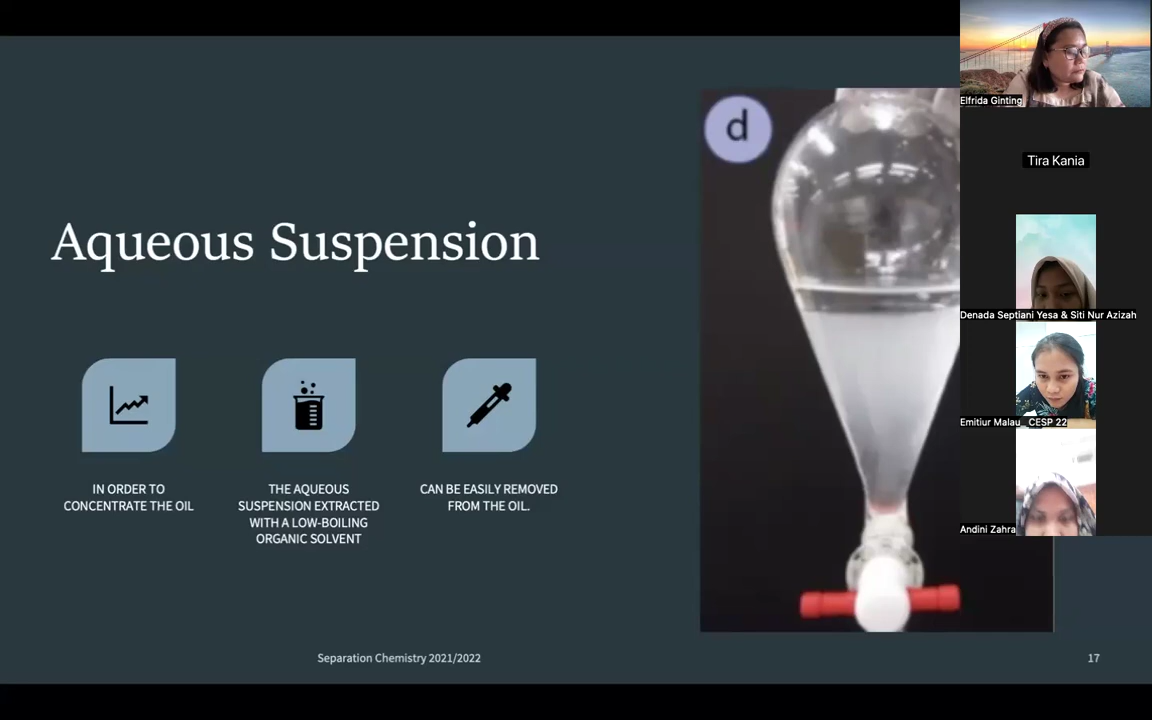 Aqueous Suspension
IN ORDER TO
CONCENTRATE THE OIL
THE AQUEOUS
SUSPENSION EXTRACTED
WITH A LOW-BOILING
ORGANIC SOLVENT
CAN BE EASILY REMOVED
FROM THE OIL.
d
Separation Chemistry 2021/2022
17
Elfrida Ginting
Tira Kania
Denada Septiani Yesa & Siti Nur Azizah
Emitiur Malau_ CESP 22
Andini Zahra